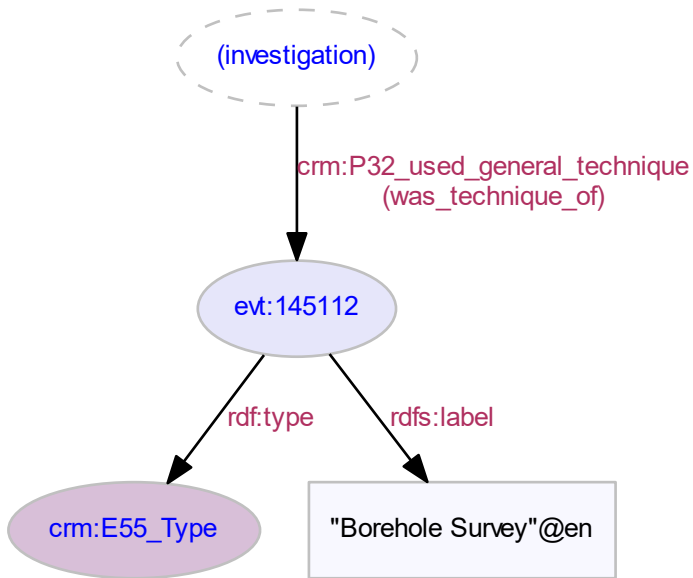 (investigation)
crm:P32_used_general_technique
(was_technique_of)
evt:145112
rdf:type
rdfs:label
crm:E55_Type
"Borehole Survey"@en